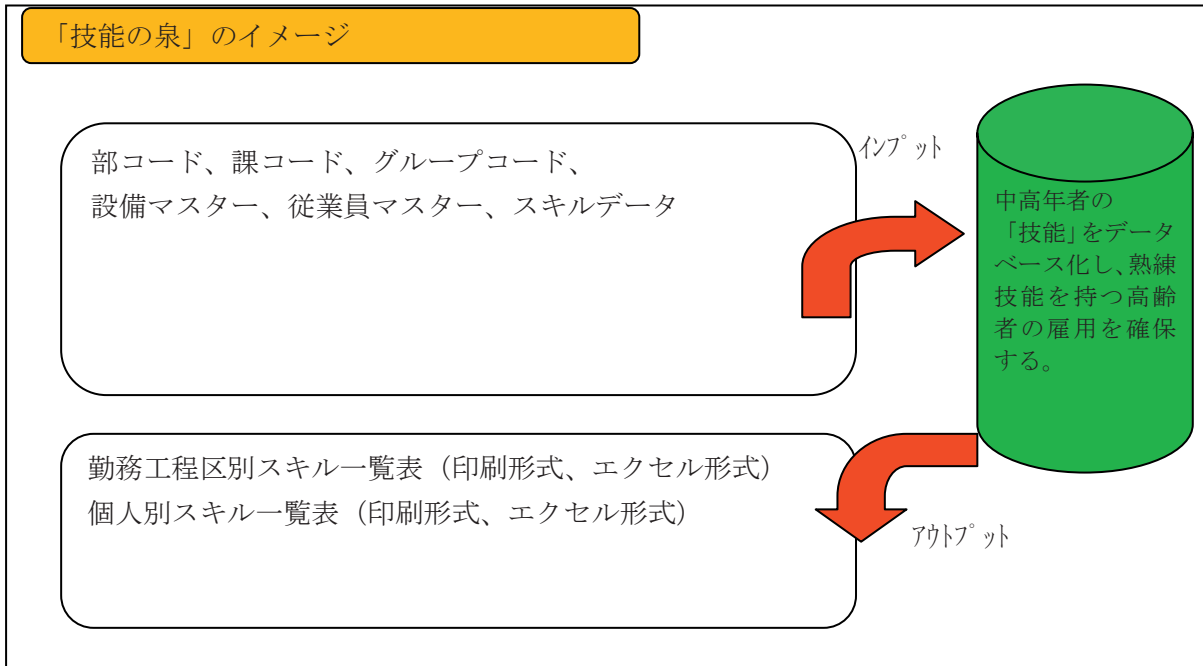 「技能の泉」のイメージ
部コード、課コード、グループコード、
設備マスター、従業員マスター、スキルデータ
ｲﾝﾌﾟｯﾄ
中高年者の
「技能」をデータ
ベース化し、熟練
技能を持つ高齢
者の雇用を確保
する。
勤務工程区別スキル一覧表（印刷形式、エクセル形式）
個人別スキル一覧表（印刷形式、エクセル形式）
ｱｳﾄﾌﾟｯﾄ